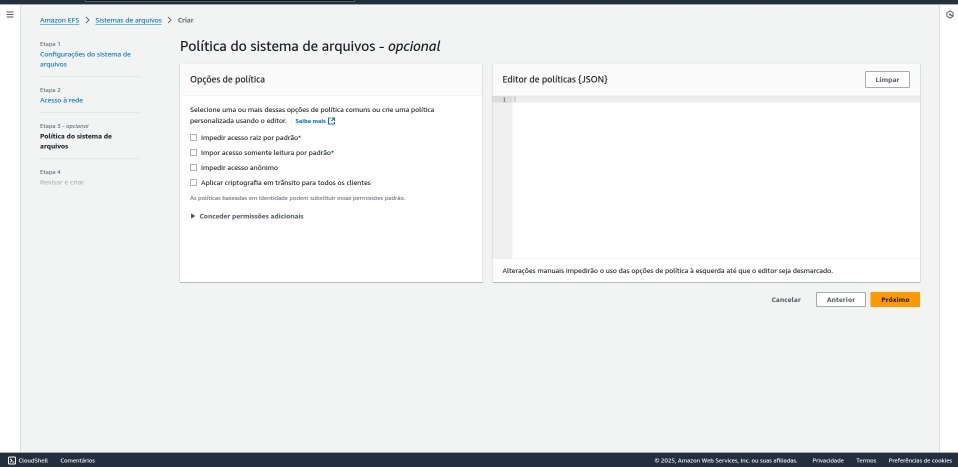 Amazon EFS > Sistemas de arquivos > Criar
Etapa 1
Configurações do sistema de
arquivos
Etapa 2
Acesso à rede
Etapa 3 - opcional
Política do sistema de
arquivos
Etapa 4
Revisar e criar
Política do sistema de arquivos - opcional
Opções de política
Selecione uma ou mais dessas opções de política comuns ou crie uma política
personalizada usando o editor. Saiba mais
Impedir acesso raiz por padrão*
Impor acesso somente leitura por padrão*
Impedir acesso anônimo
Aplicar criptografia em trânsito para todos os clientes
As políticas baseadas em identidade podem substituir essas permissões padrão.
Conceder permissões adicionais
Editor de políticas {JSON}
Limpar
1
Alterações manuais impedirão o uso das opções de política à esquerda até que o editor seja desmarcado.
Cancelar
Anterior
Próximo
CloudShell
Comentários
© 2025, Amazon Web Services, Inc. ou suas afiliadas.
Privacidade
Termos
Preferências de cookies